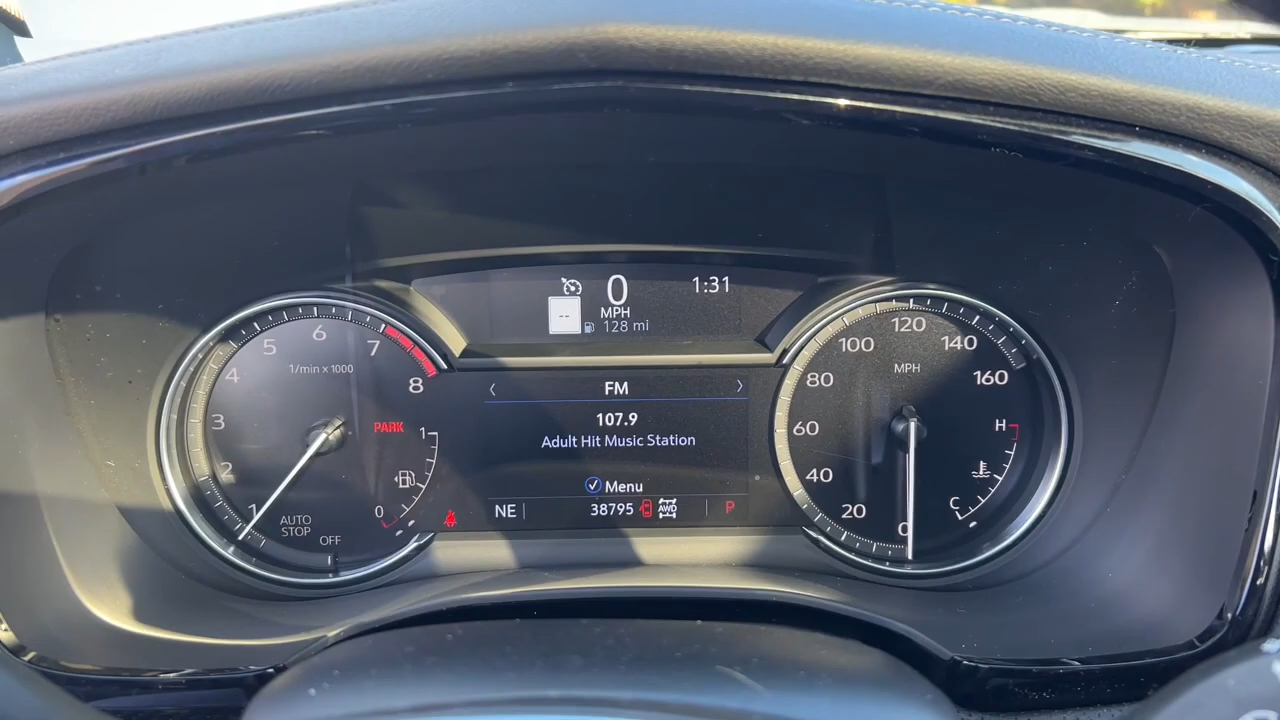 0
1:31
MPH
--
128 mi
1/min x 1000
1
2
3
4
5
6
7
8
PARK
1
0
AUTO
STOP
OFF
FM
107.9
Adult Hit Music Station
Menu
NE
38795
AWD
P
MPH
0
20
40
60
80
100
120
140
160
H
C